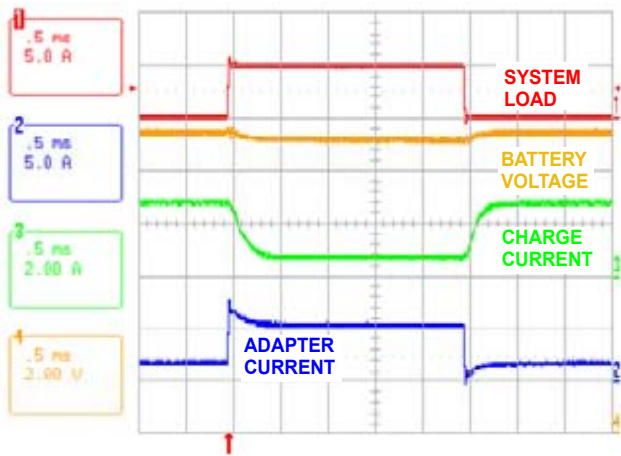 1
.5 ms
5.0 A
2
.5 ms
5.0 A
3
.5 ms
2.00 A
4
.5 ms
2.00 V
SYSTEM
LOAD
BATTERY
VOLTAGE
CHARGE
CURRENT
ADAPTER
CURRENT